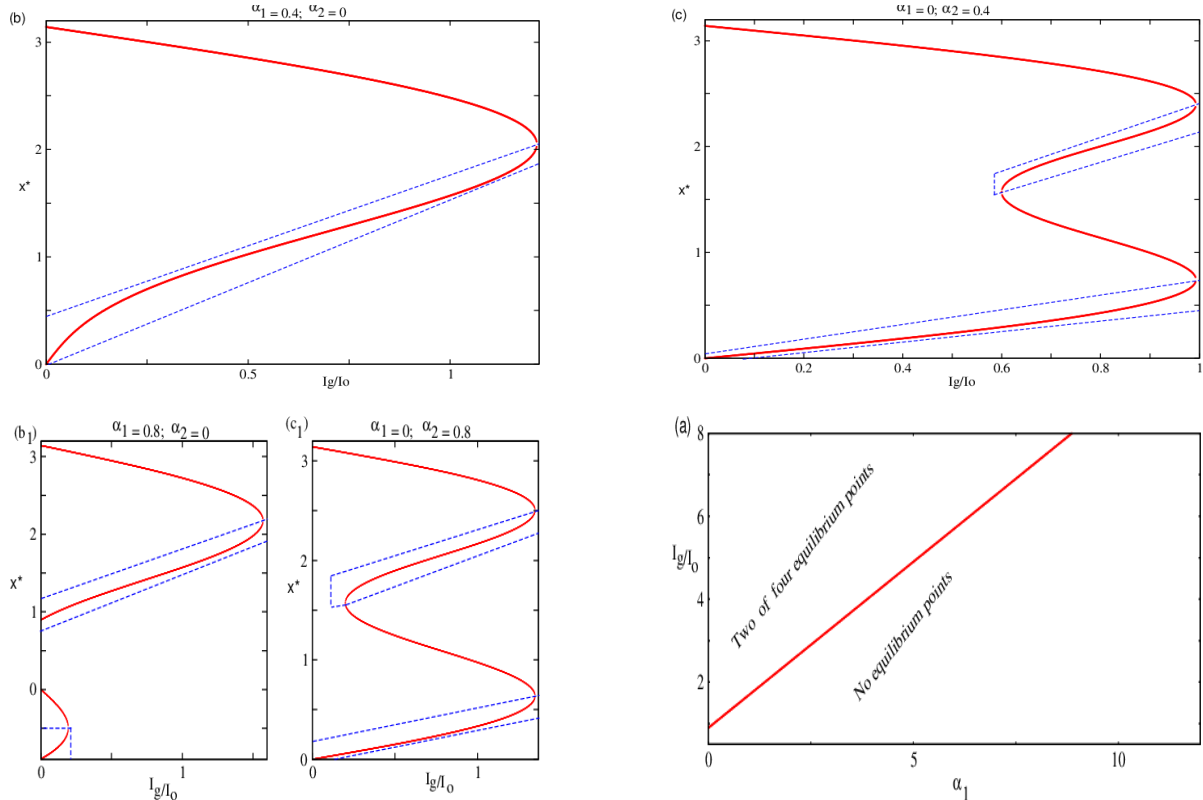 (b)
α1=0.4; α2=0
3
2
x*
1
0
0
0.5
1
Ig/Io
(c)
α1=0; α2=0.4
3
2
x*
1
0
0
0.2
0.4
0.6
0.8
1
Ig/Io
(b1)
α1=0.8; α2=0
3
2
x*
1
0
0
1
Ig/Io
(c1)
α1=0; α2=0.8
3
2
x*
1
0
0
1
Ig/Io
(a)
8
6
Ig/Io
4
2
Two of four equilibrium points
No equilibrium points
0
5
10
α1